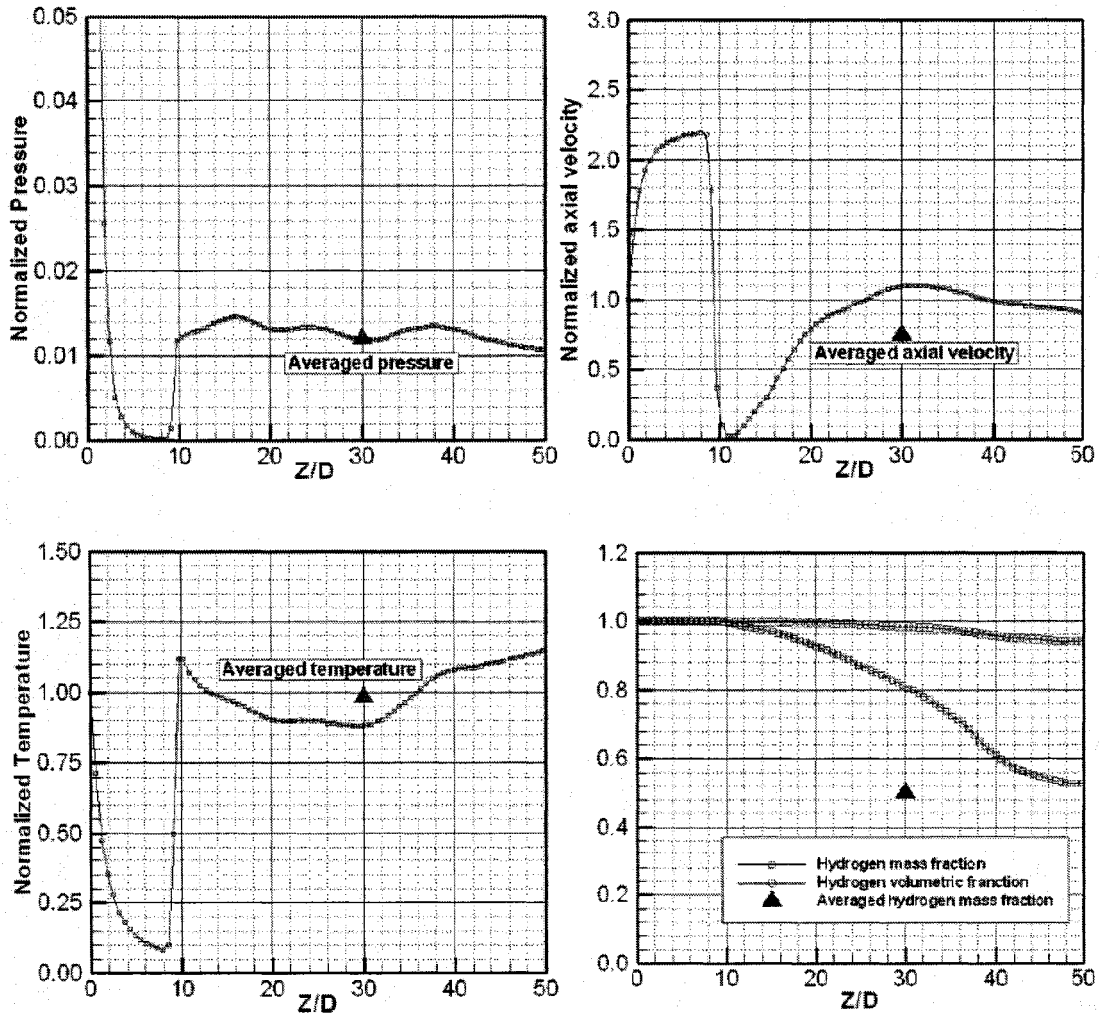 Normalized Pressure
0.05
0.04
0.03
0.02
0.01
0.00
0 10 20 30 40 50
Z/D
Averaged pressure
Normalized axial velocity
3.0
2.5
2.0
1.5
1.0
0.5
0.0
0 10 20 30 40 50
Z/D
Averaged axial velocity
Normalized Temperature
1.50
1.25
1.00
0.75
0.50
0.25
0.00
0 10 20 30 40 50
Z/D
Averaged temperature
1.2
1.0
0.8
0.6
0.4
0.2
0.0
0 10 20 30 40 50
Z/D
Hydrogen mass fraction
Hydrogen volumetric franction
Averaged hydrogen mass fraction